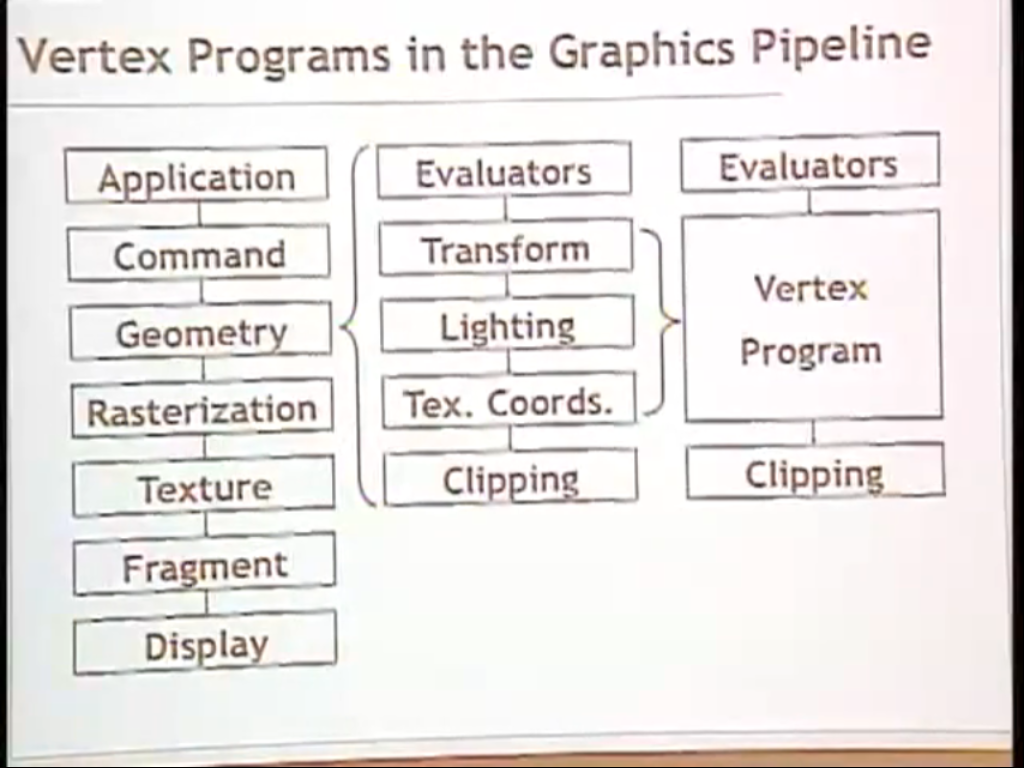 Vertex Programs in the Graphics Pipeline
Application
Command
Geometry
Rasterization
Texture
Fragment
Display
Evaluators
Transform
Lighting
Tex. Coords.
Clipping
Evaluators
Vertex
Program
Clipping